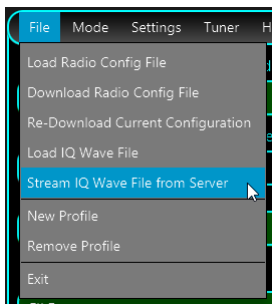 File Mode Settings Tuner H
Load Radio Config File
Download Radio Config File
Re-Download Current Configuration
Load IQ Wave File
Stream IQ Wave File from Server
New Profile
Remove Profile
Exit